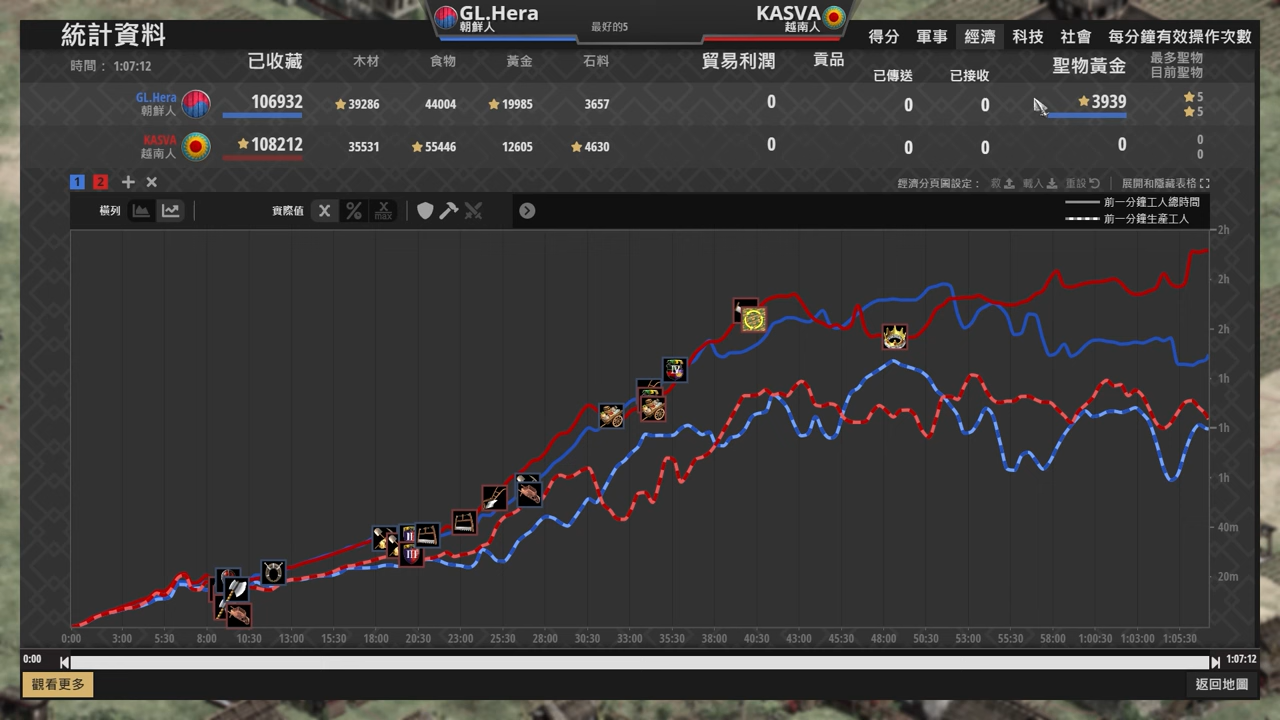 GL.Hera
朝鮮人
最好的5
KASVA
越南人
統計資料
得分 軍事 經濟 科技 社會 每分鐘有效操作次數
時間： 1:07:12
已收藏 木材 食物 黃金 石料 貿易利潤 貢品 已傳送 已接收 聖物黃金 最多聖物
目前聖物
GL.Hera
朝鮮人
106932 39286 44004 19985 3657 0 0 0 3939 5
5
KASVA
越南人
108212 35531 55446 12605 4630 0 0 0 0 0
0
1 2
經濟分頁圖設定： 載入 重設 展開和隱藏表格
橫列 實際值 X % X/max
前一分鐘工人總時間
前一分鐘生產工人
2h
2h
2h
1h
1h
1h
40m
20m
IV
II
III
0:00 3:00 5:30 8:00 10:30 13:00 15:30 18:00 20:30 23:00 25:30 28:00 30:30 33:00 35:30 38:00 40:30 43:00 45:30 48:00 50:30 53:00 55:30 58:00 1:00:30 1:03:00 1:05:30
0:00 1:07:12
觀看更多 返回地圖